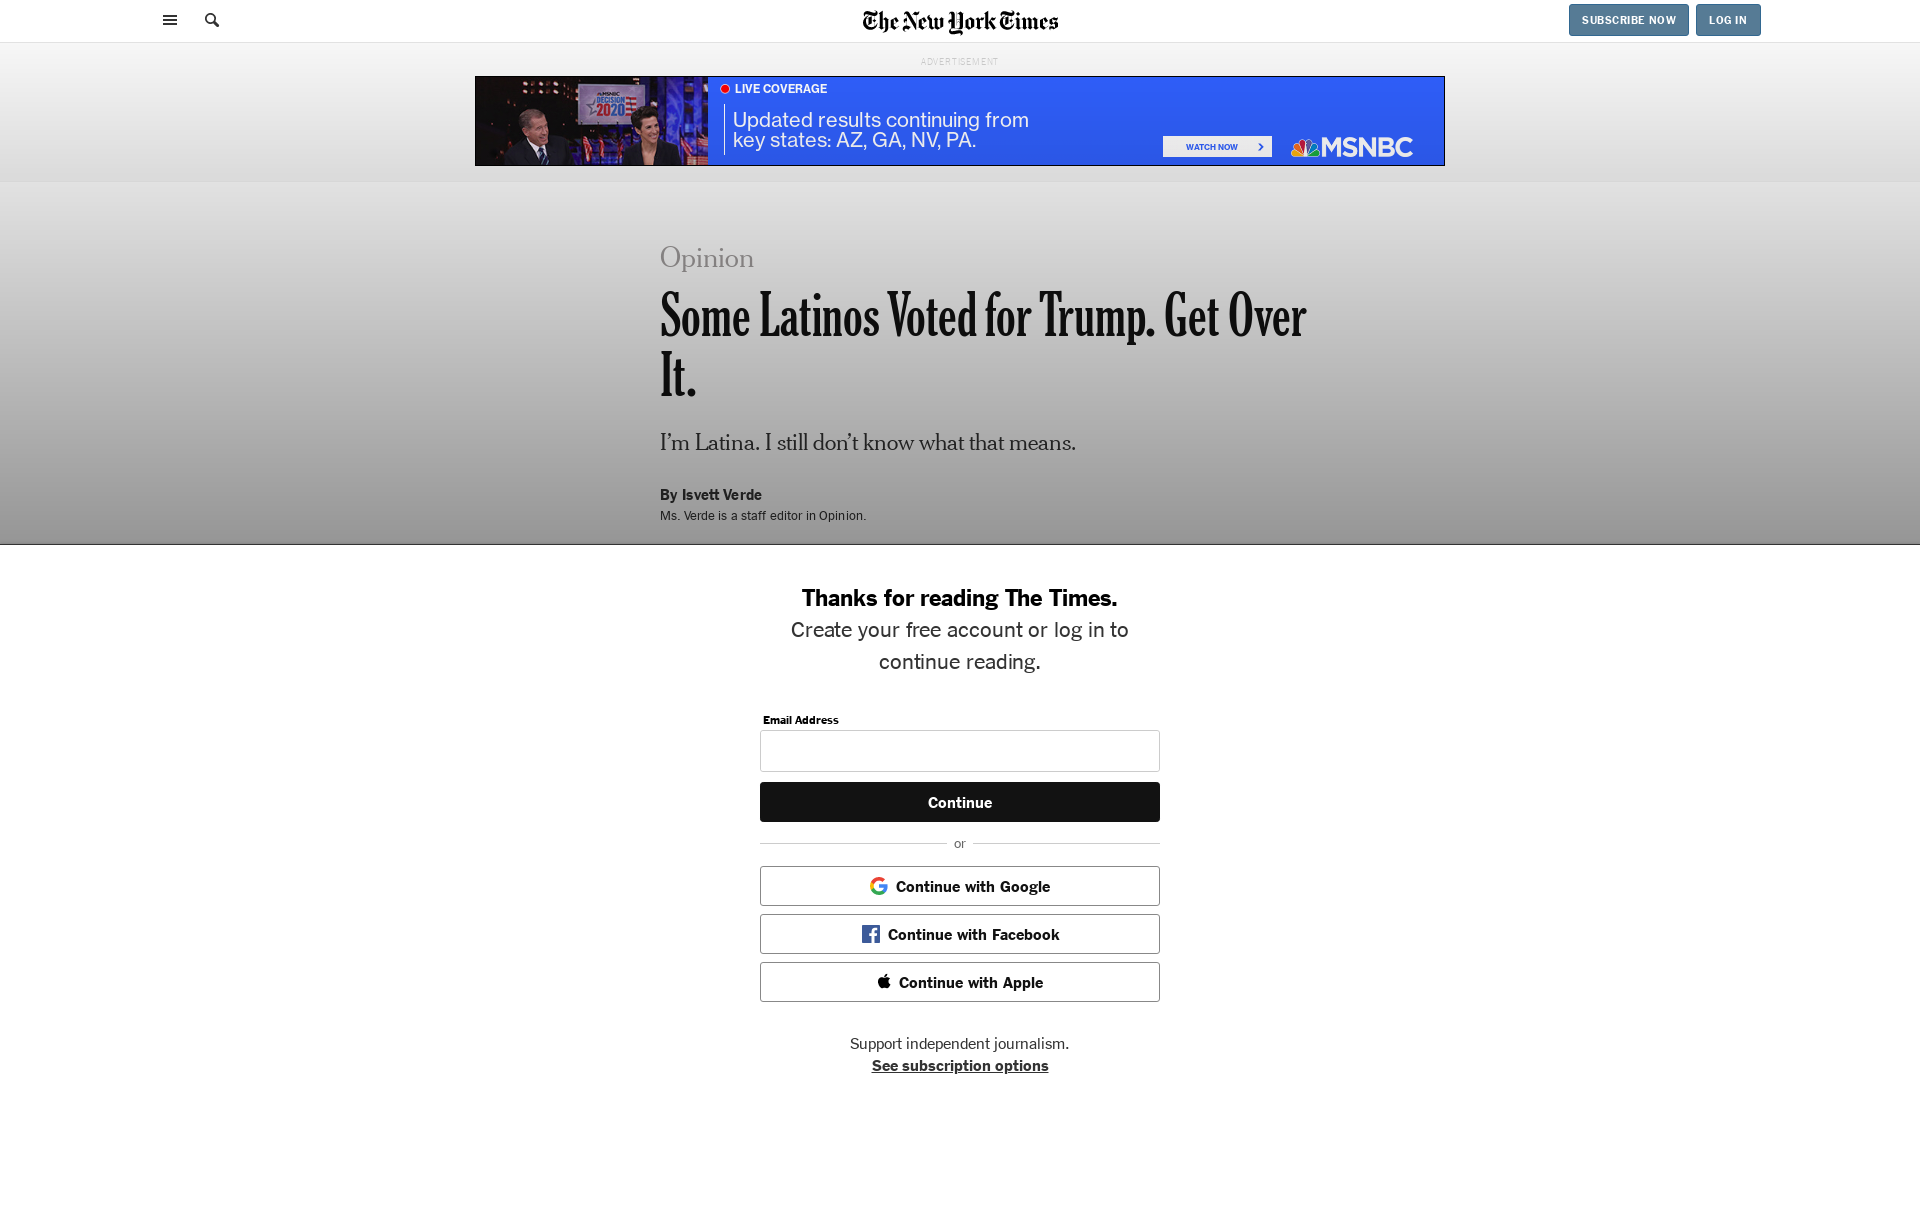 The New York Times
SUBSCRIBE NOW
LOG IN
ADVERTISEMENT
MSNBC
DECISION
2020
LIVE COVERAGE
Updated results continuing from
key states: AZ, GA, NV, PA.
WATCH NOW
MSNBC
Opinion
Some Latinos Voted for Trump. Get Over
It.
I’m Latina. I still don’t know what that means.
By Isvett Verde
Ms. Verde is a staff editor in Opinion.
Thanks for reading The Times.
Create your free account or log in to
continue reading.
Email Address
Continue
or
Continue with Google
Continue with Facebook
Continue with Apple
Support independent journalism.
See subscription options